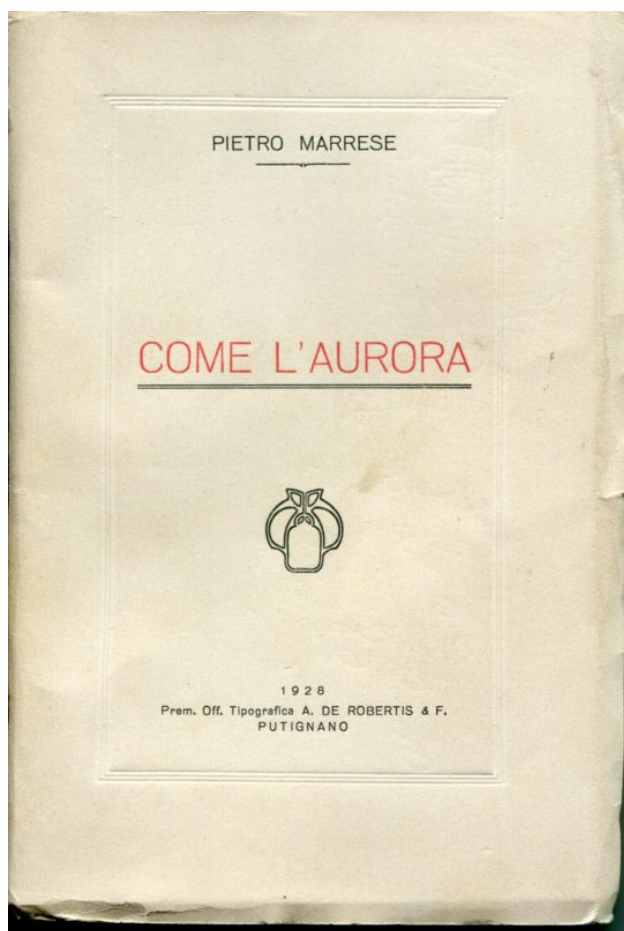 PIETRO MARRESE
COME L'AURORA
1928
Prem. Off. Tipografica A. DE ROBERTIS & F.
PUTIGNANO